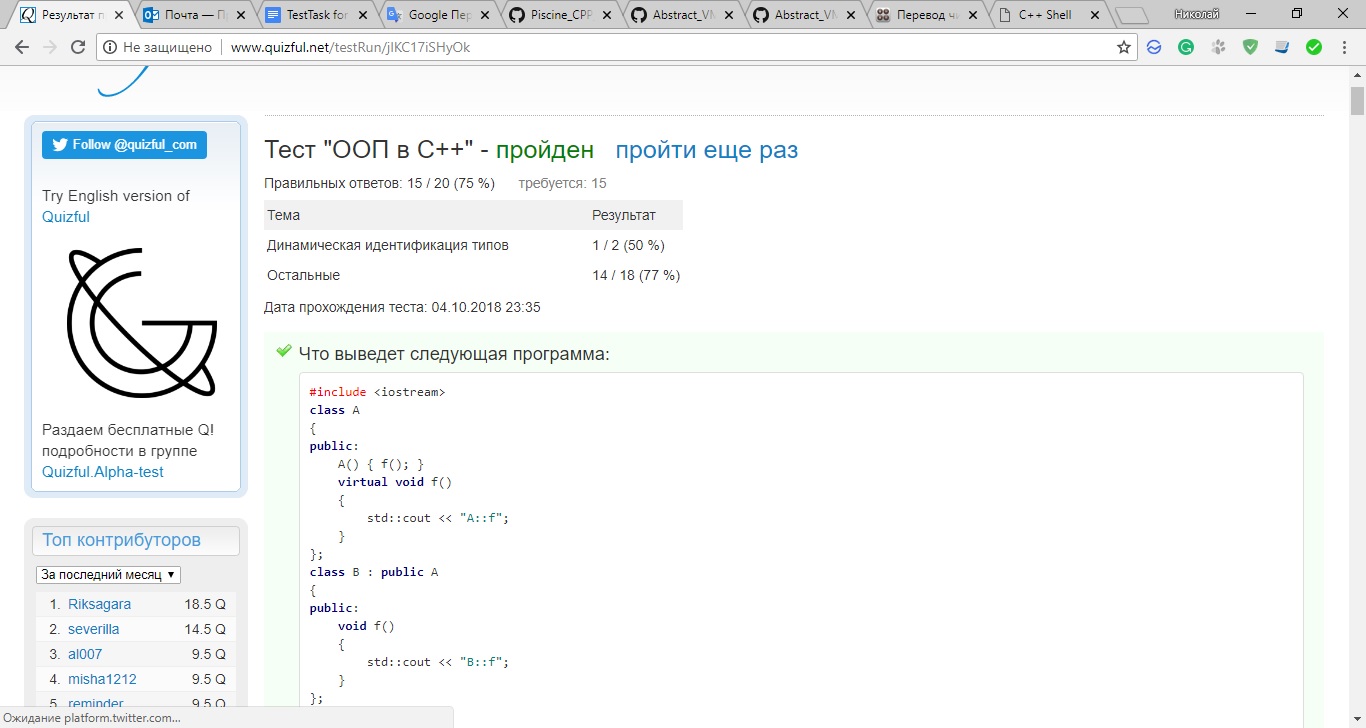 Результат п
Почта — П
TestTask for
Google Пер
Piscine_CPP
Abstract_VM
Abstract_VM
Перевод чи
C++ Shell
Николай
Не защищено
www.quizful.net/testRun/jlKC17iSHyOk
Follow @quizful_com
Try English version of
Quizful
Раздаем бесплатные Q!
подробности в группе
Quizful.Alpha-test
Топ контрибуторов
За последний месяц ▼
1. Riksagara 18.5 Q
2. severilla 14.5 Q
3. al007 9.5 Q
4. misha1212 9.5 Q
5. reminder 9.5 Q
Тест "ООП в C++" - пройден пройти еще раз
Правильных ответов: 15 / 20 (75 %) требуется: 15
Тема Результат
Динамическая идентификация типов 1 / 2 (50 %)
Остальные 14 / 18 (77 %)
Дата прохождения теста: 04.10.2018 23:35
Что выведет следующая программа:
#include <iostream>
class A
{
public:
    A() { f(); }
    virtual void f()
    {
        std::cout << "A::f";
    }
};
class B : public A
{
public:
    void f()
    {
        std::cout << "B::f";
    }
};
Ожидание platform.twitter.com...